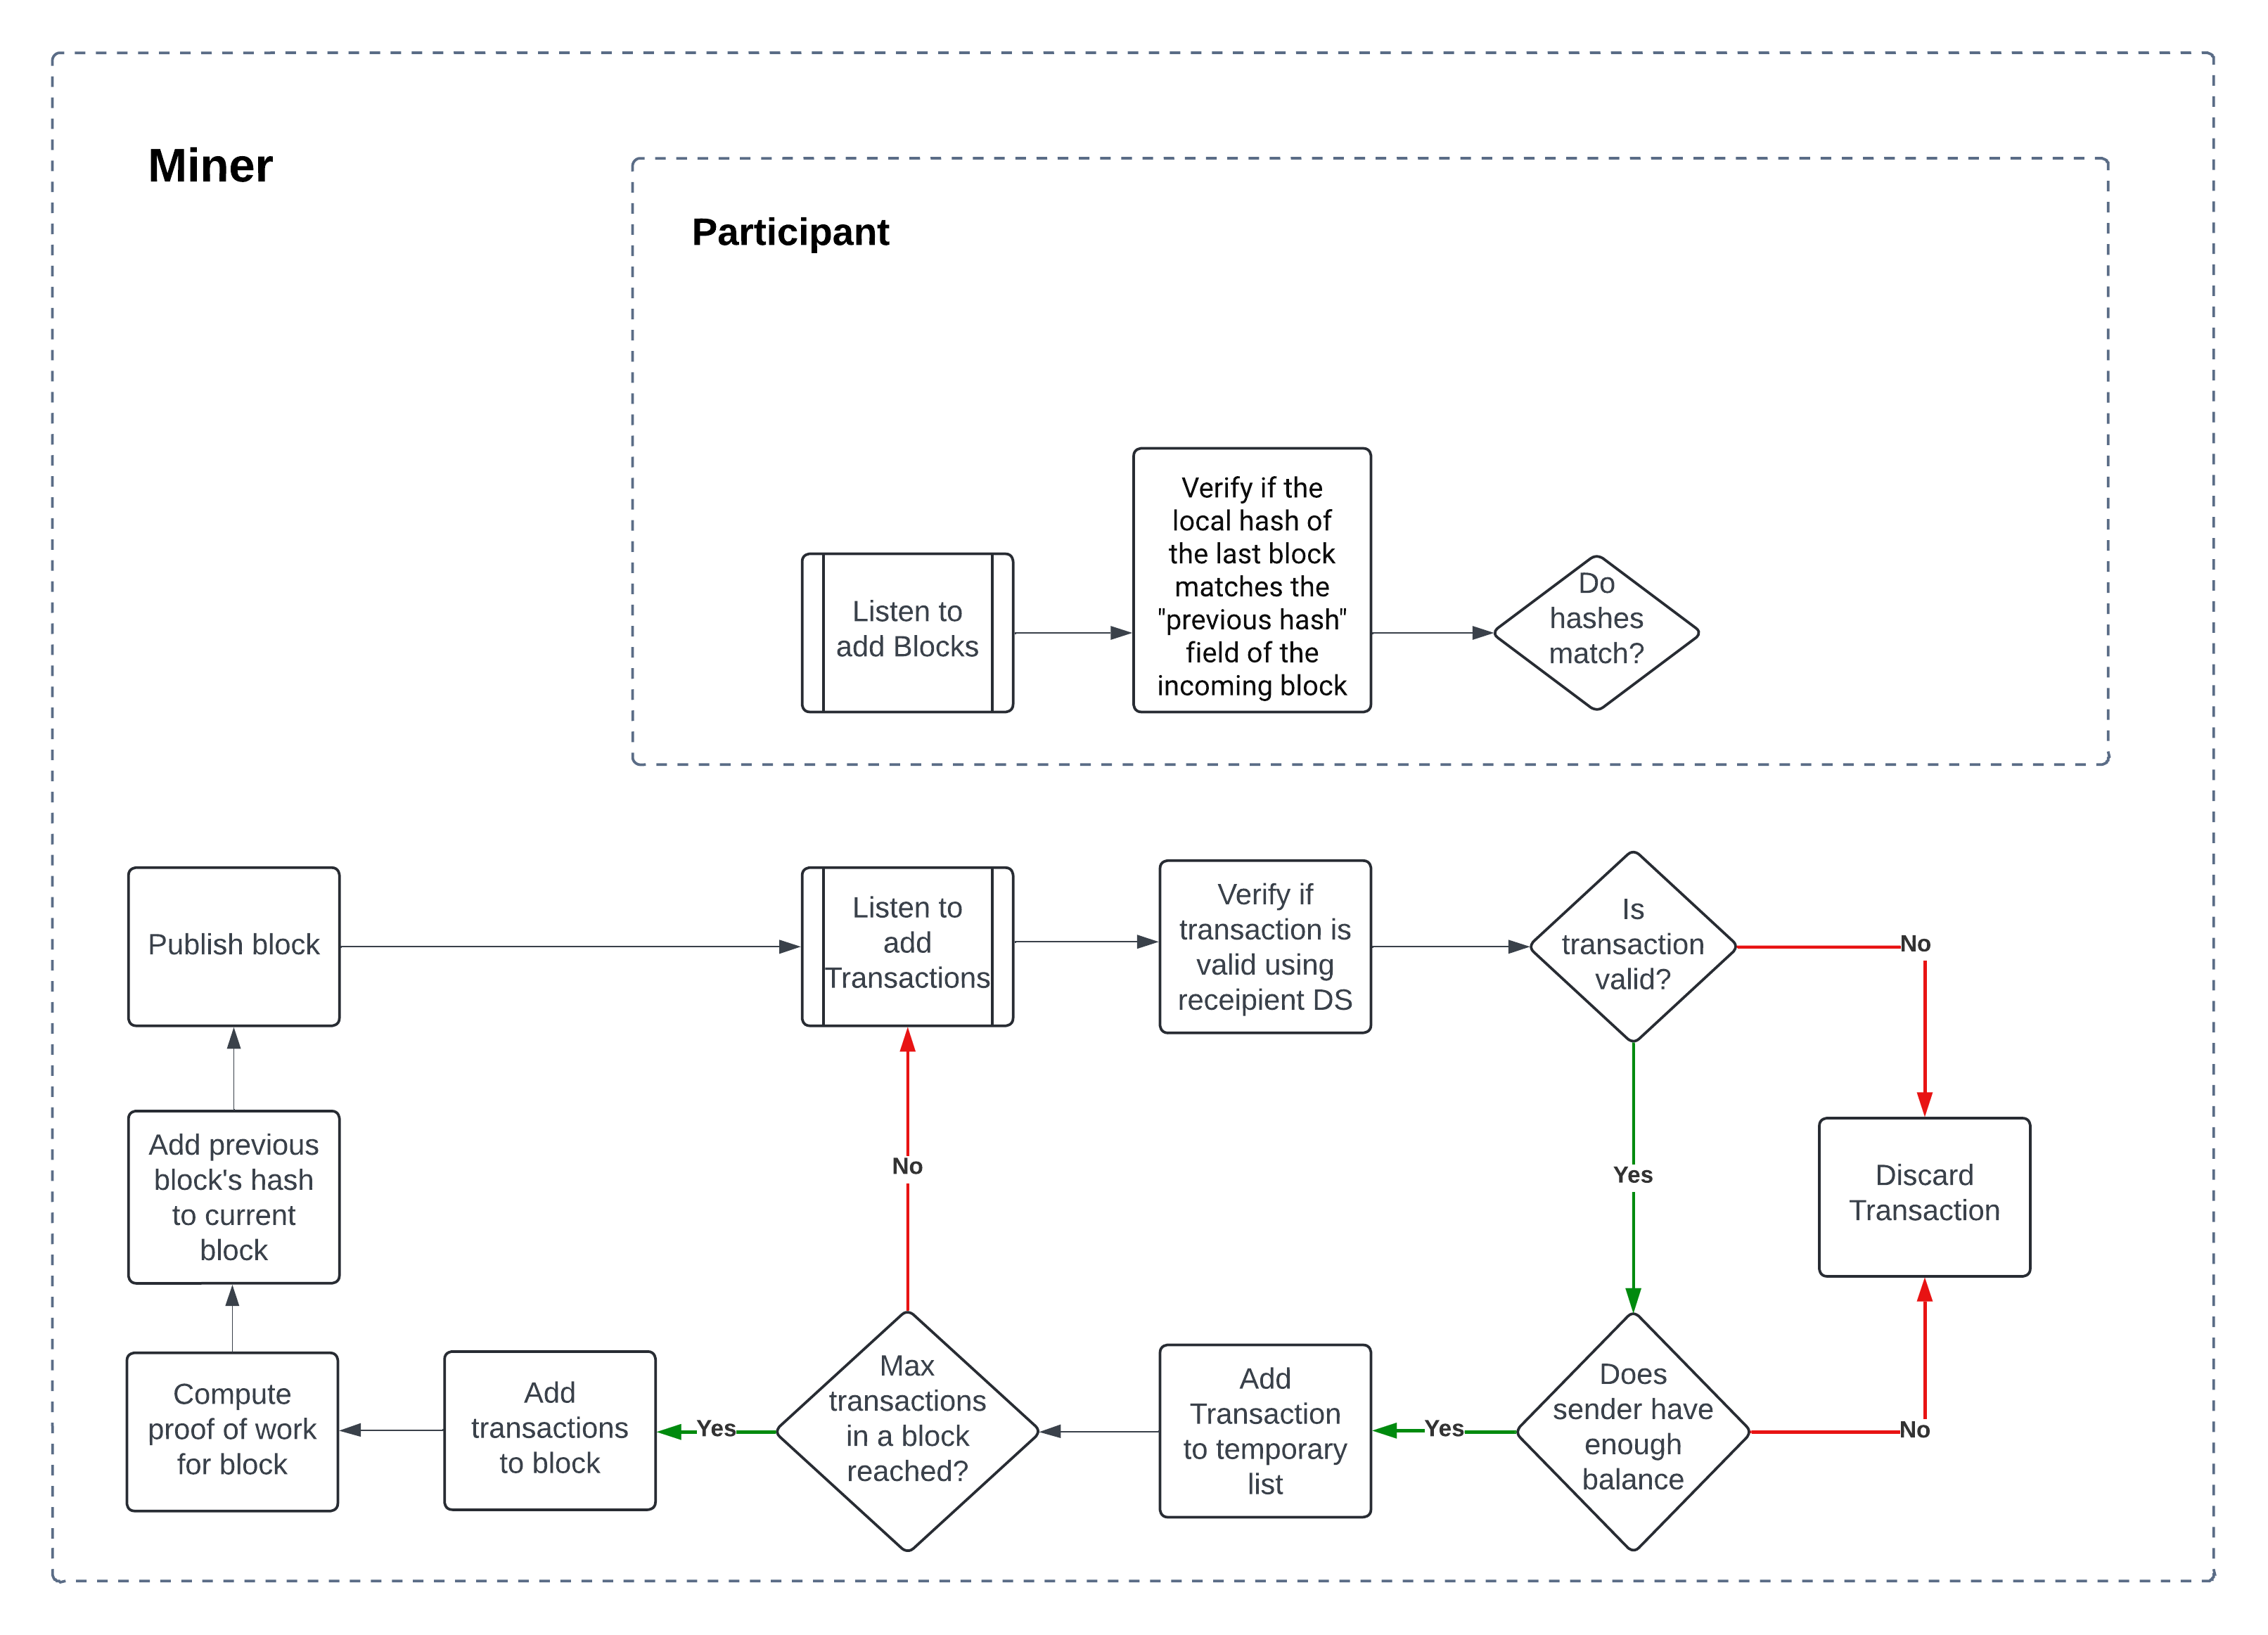 Miner
Participant
Listen to
add Blocks
Verify if the
local hash of
the last block
matches the
"previous hash"
field of the
incoming block
Do
hashes
match?
Publish block
Listen to
add
Transactions
Verify if
transaction is
valid using
receipient DS
Is
transaction
valid?
No
Add previous
block's hash
to current
block
No
Yes
Discard
Transaction
Compute
proof of work
for block
Add
transactions
to block
Yes
Max
transactions
in a block
reached?
Add
Transaction
to temporary
list
Yes
Does
sender have
enough
balance
No